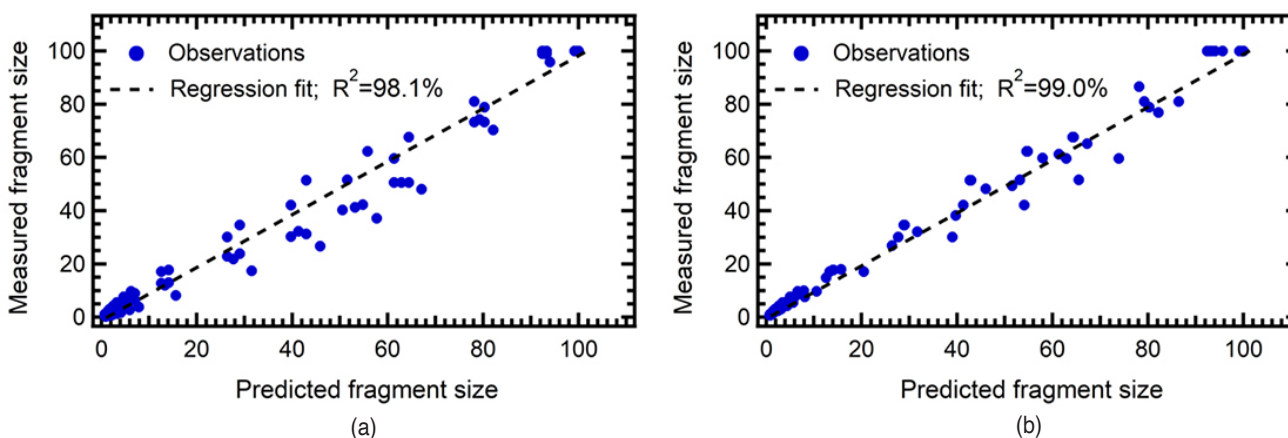 100
80
60
40
20
0
Measured fragment size
Observations
Regression fit; R²=98.1%
0 20 40 60 80 100
Predicted fragment size
(a)
100
80
60
40
20
0
Measured fragment size
Observations
Regression fit; R²=99.0%
0 20 40 60 80 100
Predicted fragment size
(b)